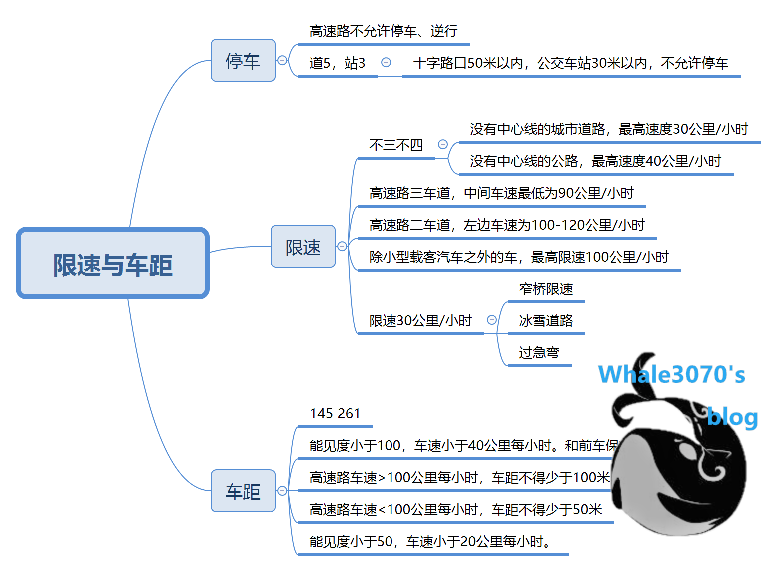 限速与车距
停车
高速路不允许停车、逆行
道5，站3
十字路口50米以内，公交车站30米以内，不允许停车
限速
不三不四
没有中心线的城市道路，最高速度30公里/小时
没有中心线的公路，最高速度40公里/小时
高速路三车道，中间车速最低为90公里/小时
高速路二车道，左边车速为100-120公里/小时
除小型载客汽车之外的车，最高限速100公里/小时
限速30公里/小时
窄桥限速
冰雪道路
过急弯
车距
145 261
能见度小于100，车速小于40公里每小时。和前车保
高速路车速>100公里每小时，车距不得少于100米
高速路车速<100公里每小时，车距不得少于50米
能见度小于50，车速小于20公里每小时。
Whale3070's
blog